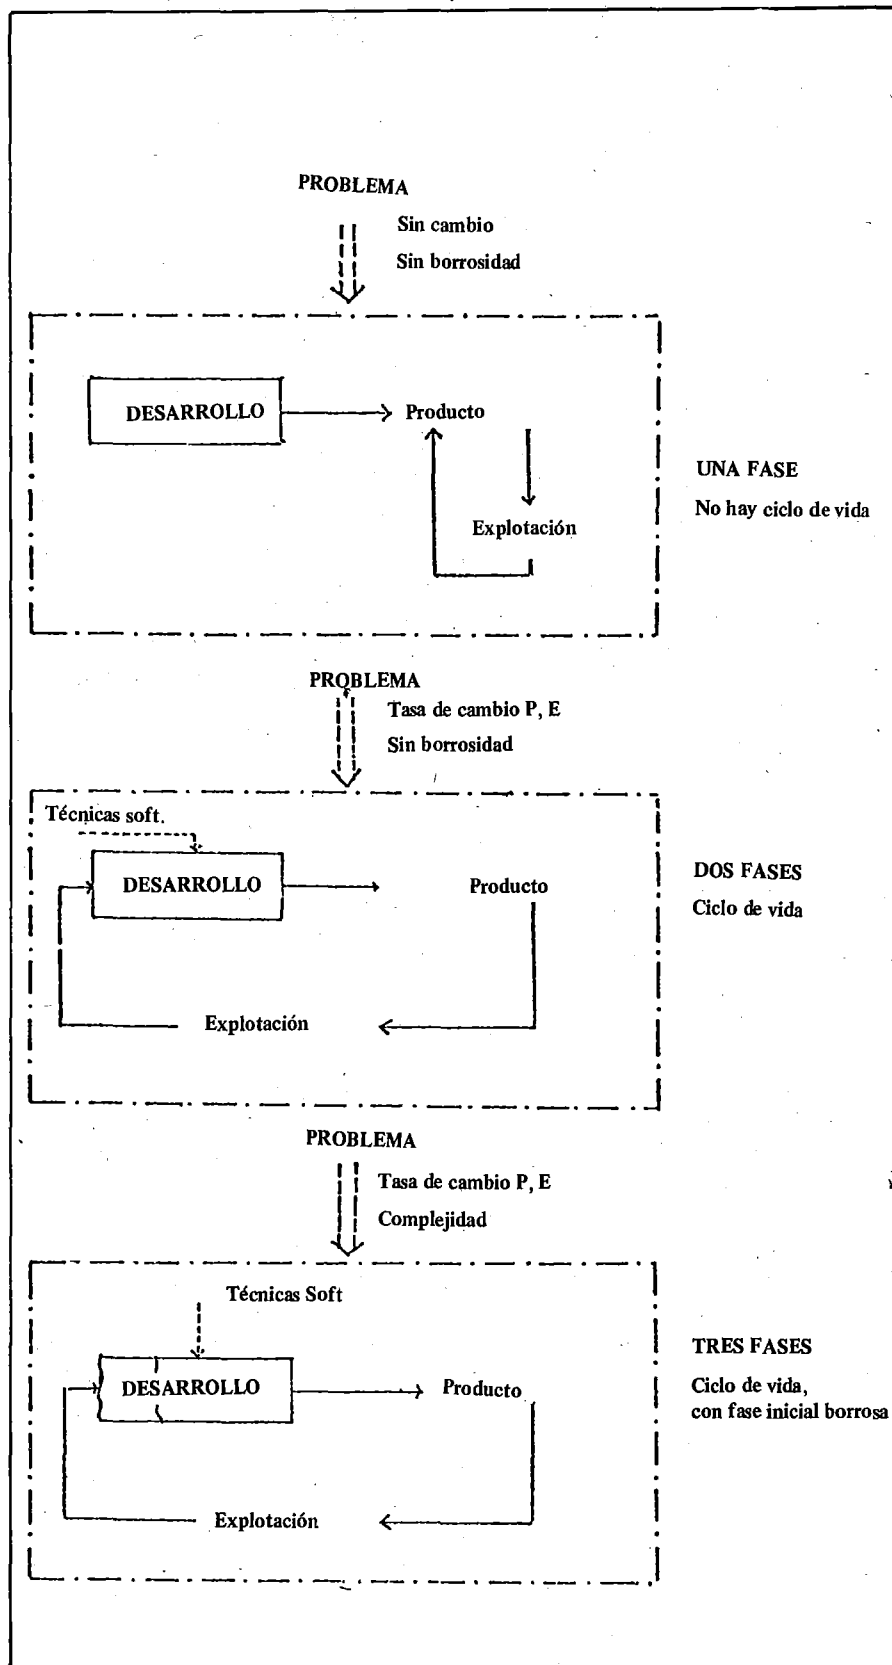 PROBLEMA
Sin cambio
Sin borrosidad
DESARROLLO
Producto
Explotación
UNA FASE
No hay ciclo de vida
PROBLEMA
Tasa de cambio P, E
Sin borrosidad
Técnicas soft.
DESARROLLO
Producto
Explotación
DOS FASES
Ciclo de vida
PROBLEMA
Tasa de cambio P, E
Complejidad
Técnicas Soft
DESARROLLO
Producto
Explotación
TRES FASES
Ciclo de vida,
con fase inicial borrosa